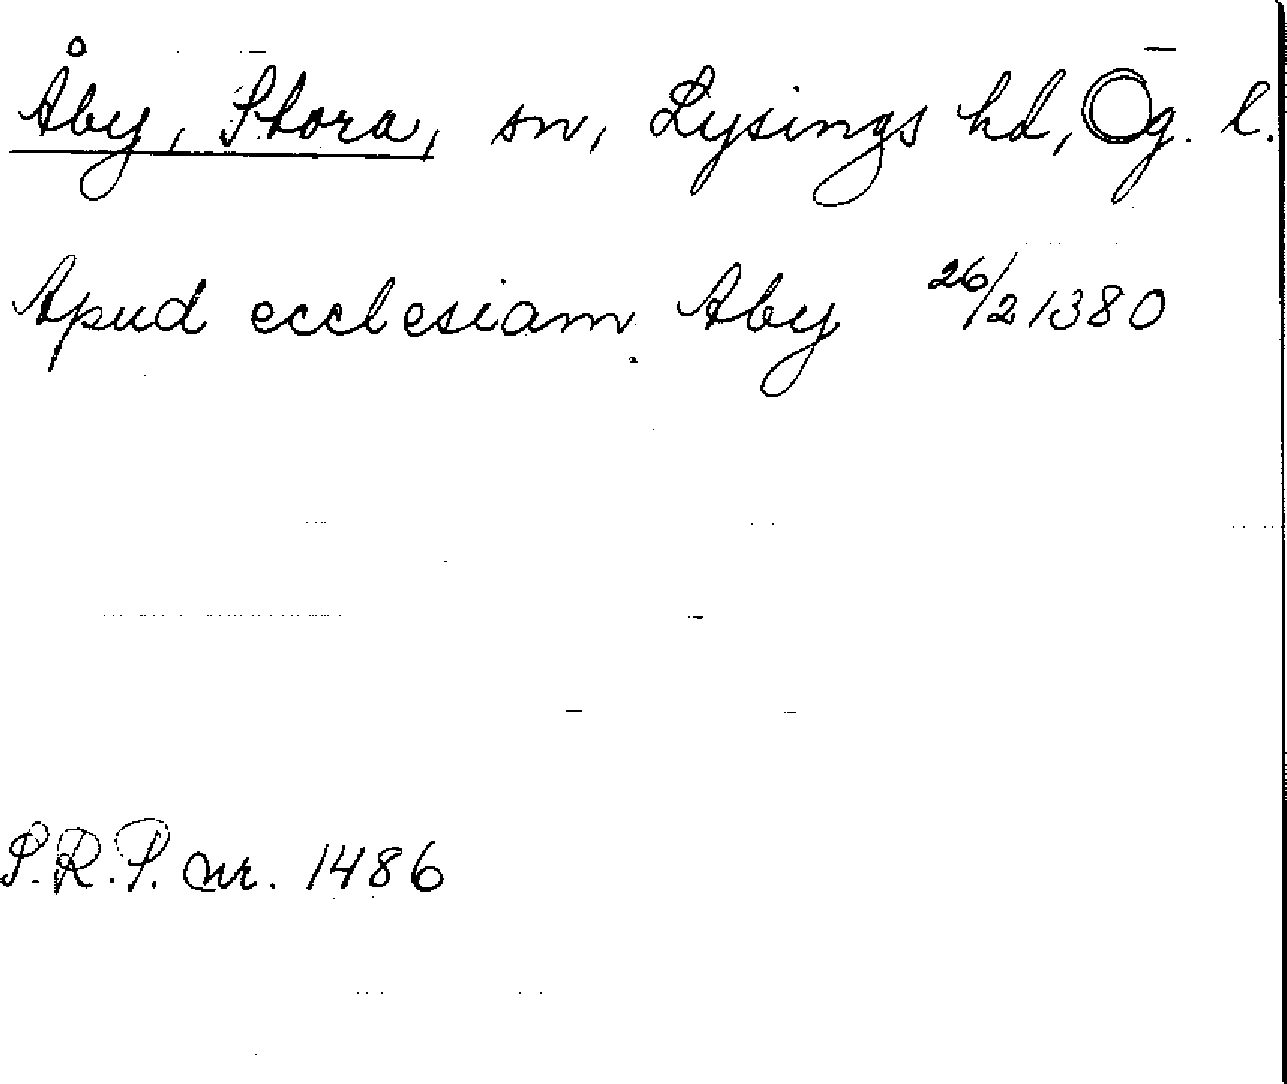 Åby, Stora, sn, Lysings hd, Ög. l.
Apud ecclesiam Aby 26/2 1380
S.R.P. nr. 1486